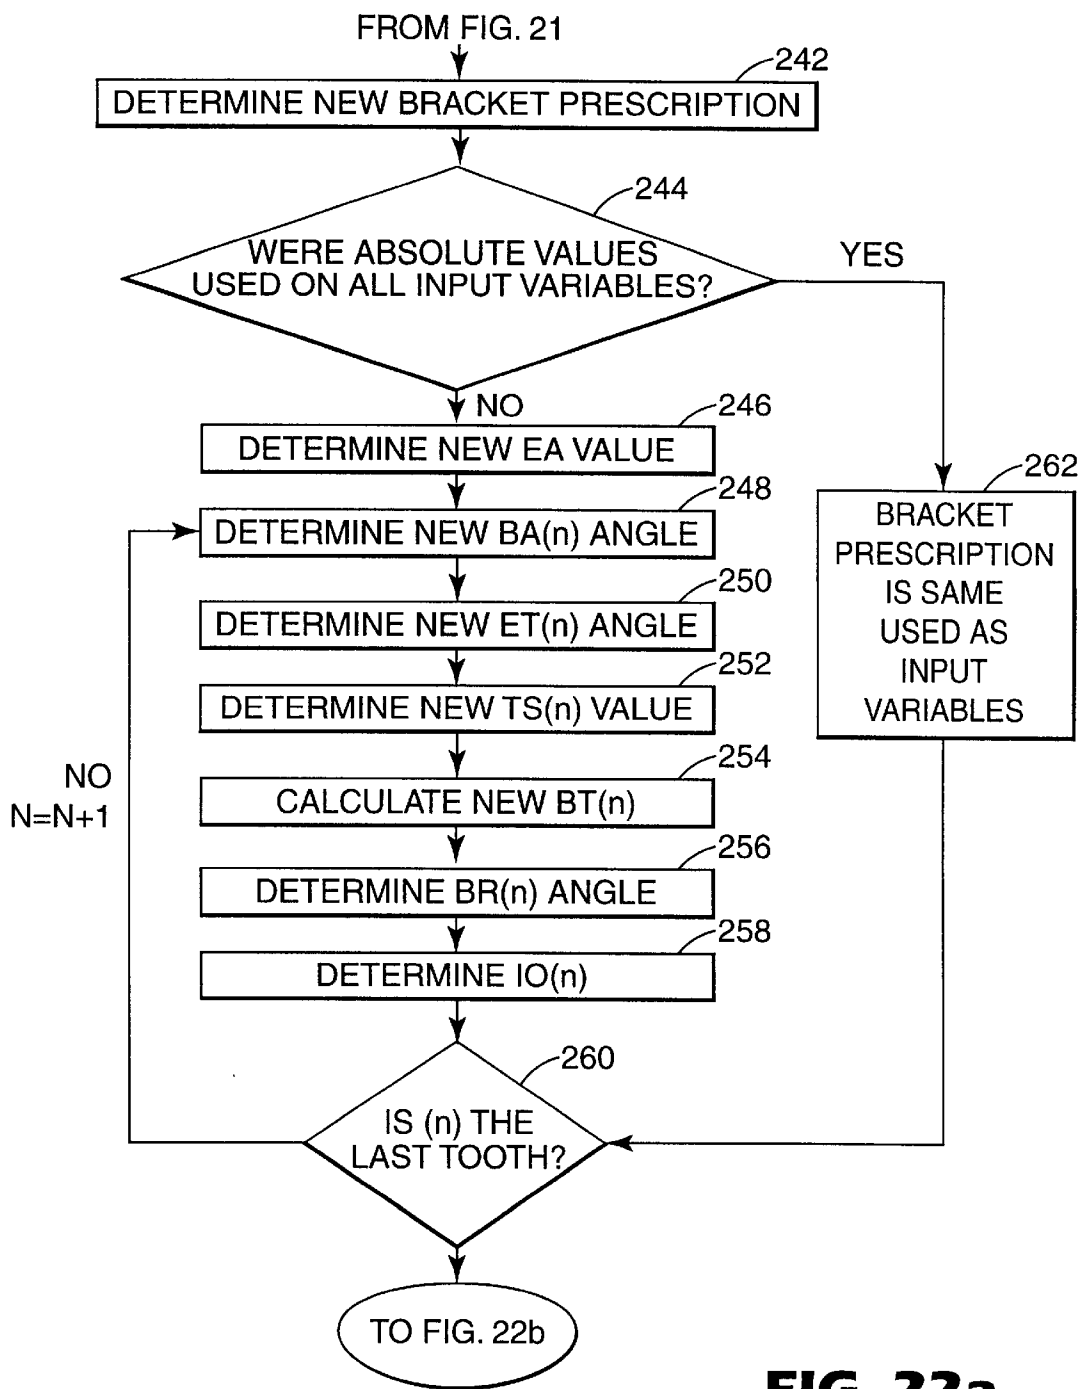 FROM FIG. 21
242
DETERMINE NEW BRACKET PRESCRIPTION
244
WERE ABSOLUTE VALUES
USED ON ALL INPUT VARIABLES?
YES
NO
246
DETERMINE NEW EA VALUE
248
DETERMINE NEW BA(n) ANGLE
250
DETERMINE NEW ET(n) ANGLE
252
DETERMINE NEW TS(n) VALUE
254
CALCULATE NEW BT(n)
256
DETERMINE BR(n) ANGLE
258
DETERMINE IO(n)
260
IS (n) THE
LAST TOOTH?
NO
N=N+1
262
BRACKET
PRESCRIPTION
IS SAME
USED AS
INPUT
VARIABLES
TO FIG. 22b
FIG. 22a